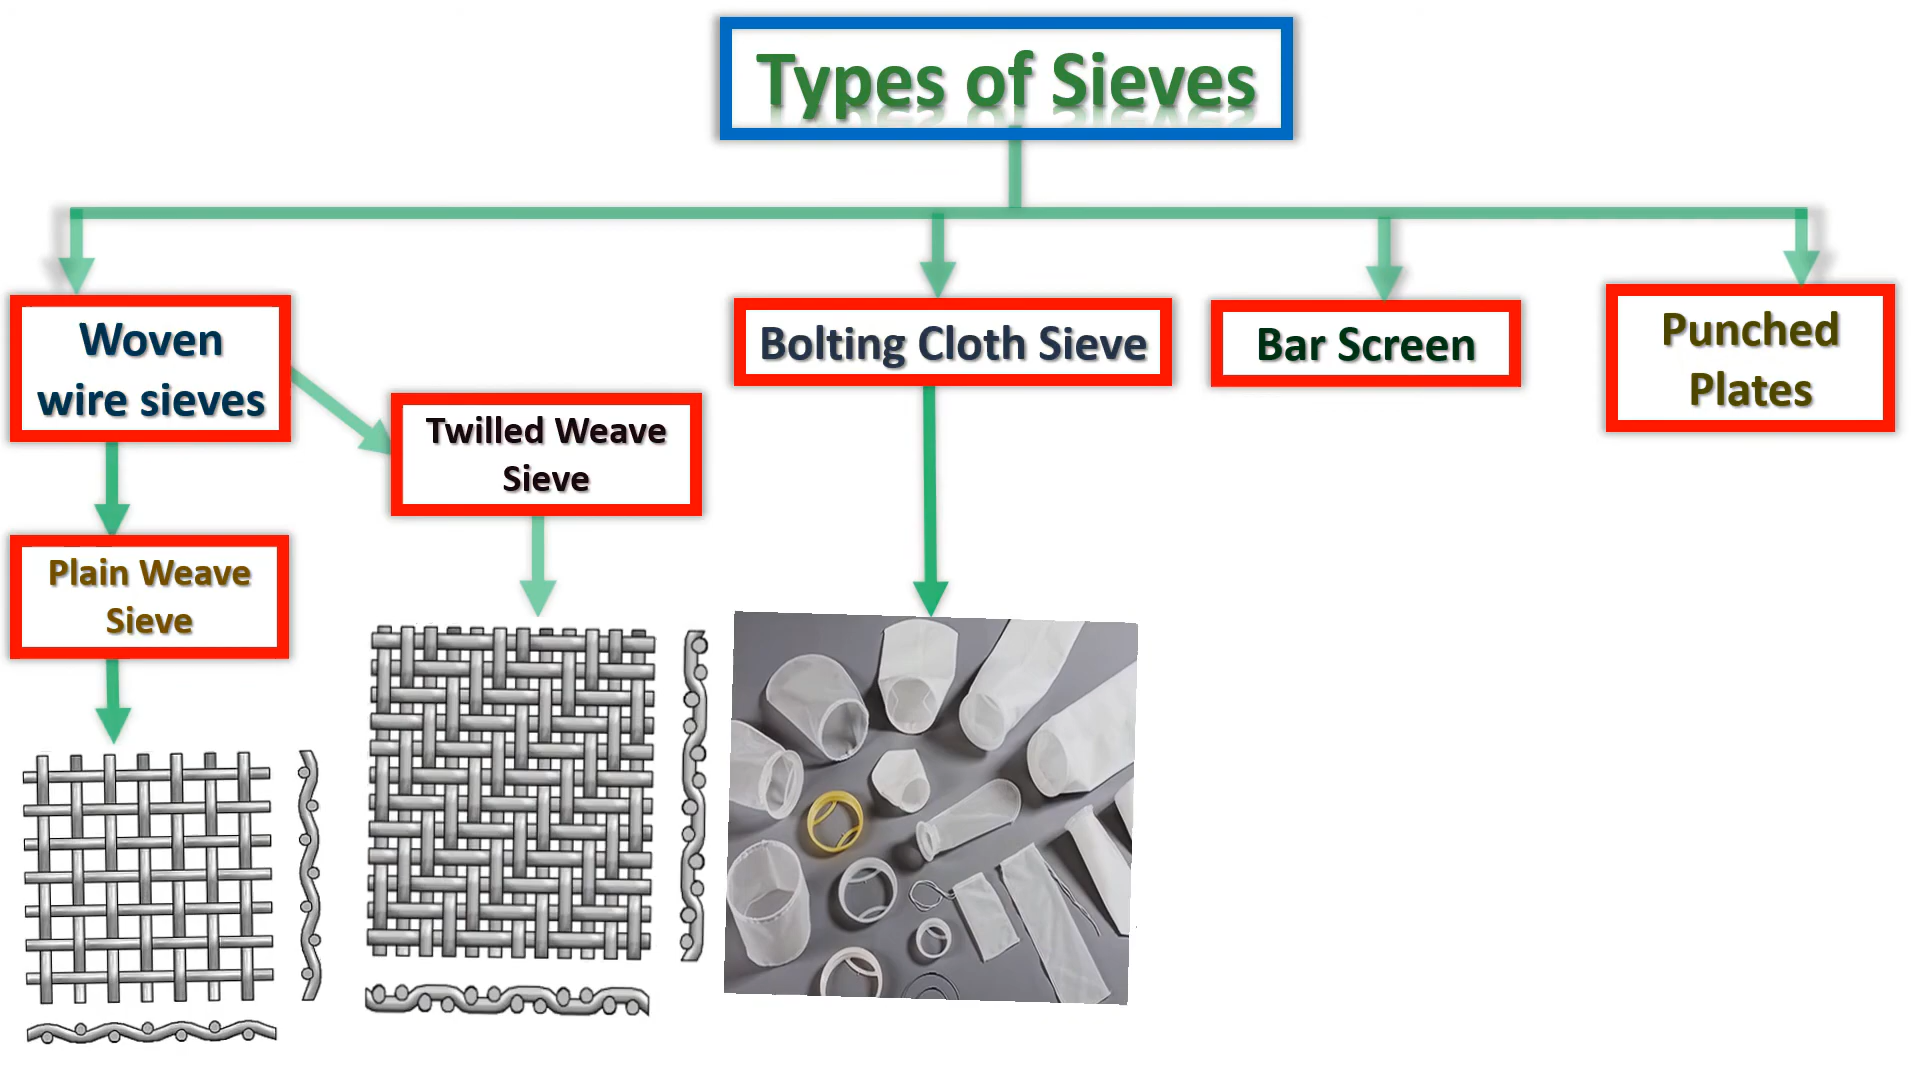 Types of Sieves
Woven
wire sieves
Bolting Cloth Sieve
Bar Screen
Punched
Plates
Twilled Weave
Sieve
Plain Weave
Sieve